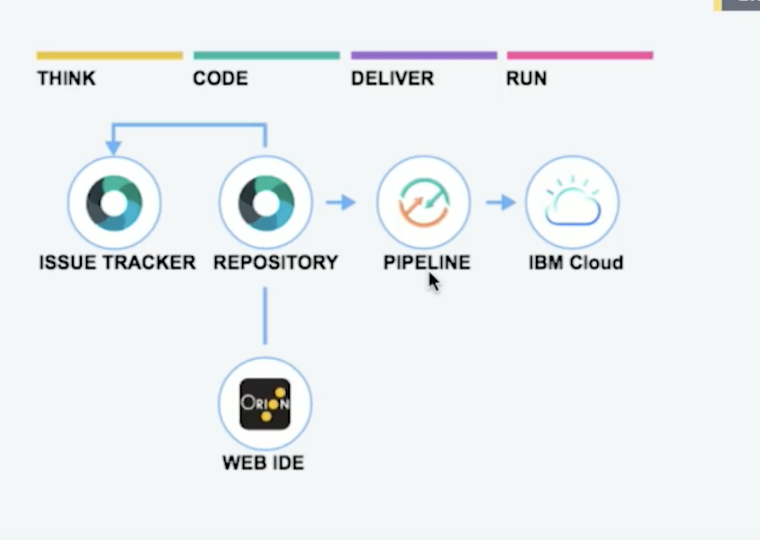 THINK CODE DELIVER RUN
ISSUE TRACKER REPOSITORY PIPELINE IBM Cloud
ORION
WEB IDE